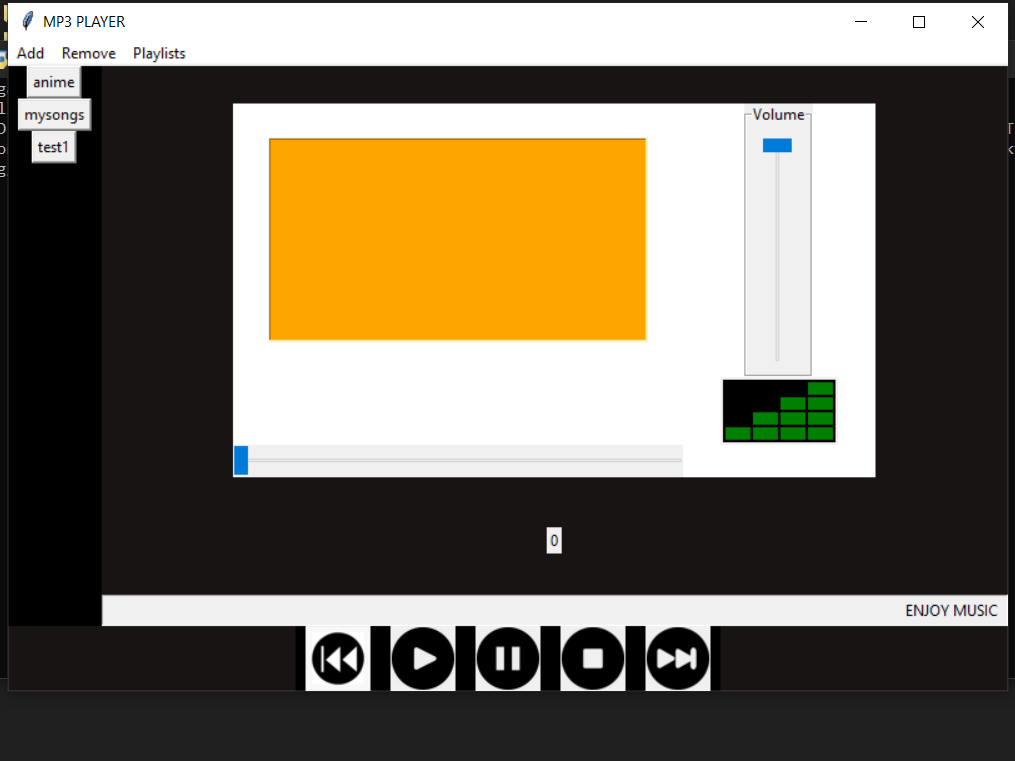 MP3 PLAYER
Add Remove Playlists
anime
mysongs
test1
Volume
0
ENJOY MUSIC